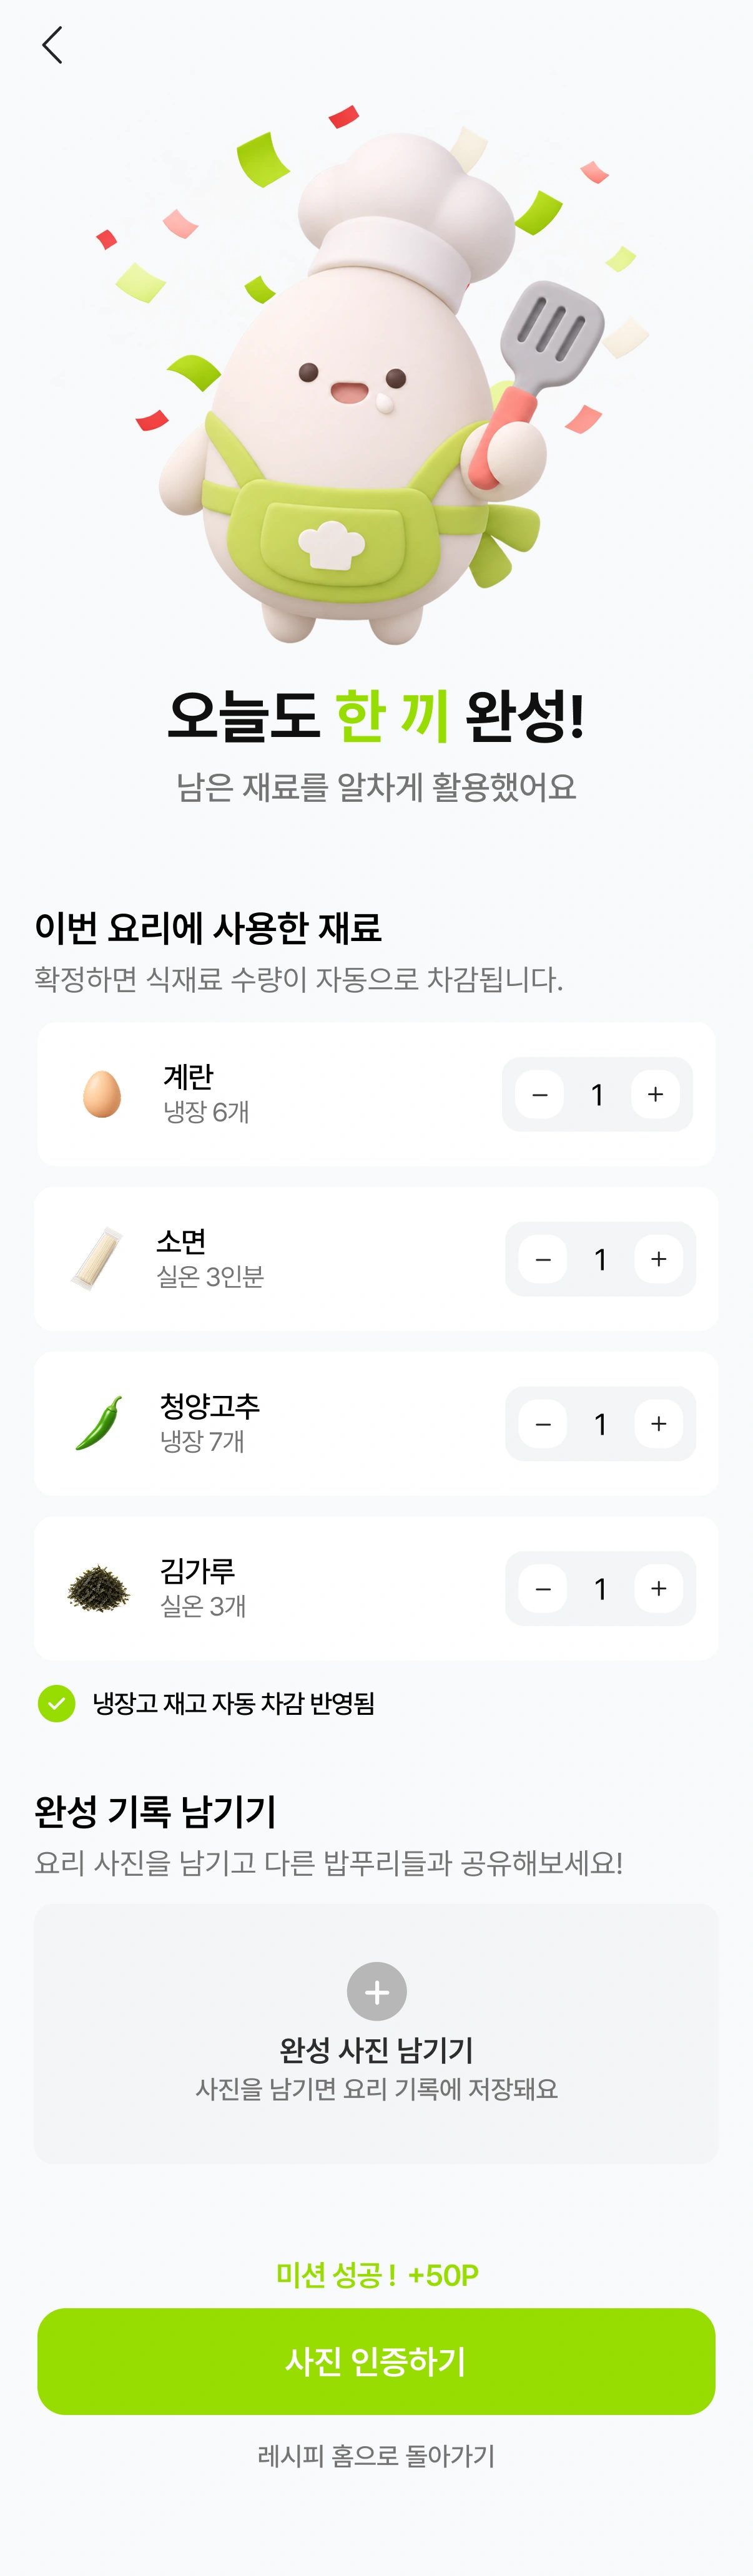 오늘도 한 끼 완성!
남은 재료를 알차게 활용했어요
이번 요리에 사용한 재료
확정하면 식재료 수량이 자동으로 차감됩니다.
계란
냉장 6개
− 1 +
소면
실온 3인분
− 1 +
청양고추
냉장 7개
− 1 +
김가루
실온 3개
− 1 +
냉장고 재고 자동 차감 반영됨
완성 기록 남기기
요리 사진을 남기고 다른 밥푸리들과 공유해보세요!
완성 사진 남기기
사진을 남기면 요리 기록에 저장돼요
미션 성공 ! +50P
사진 인증하기
레시피 홈으로 돌아가기